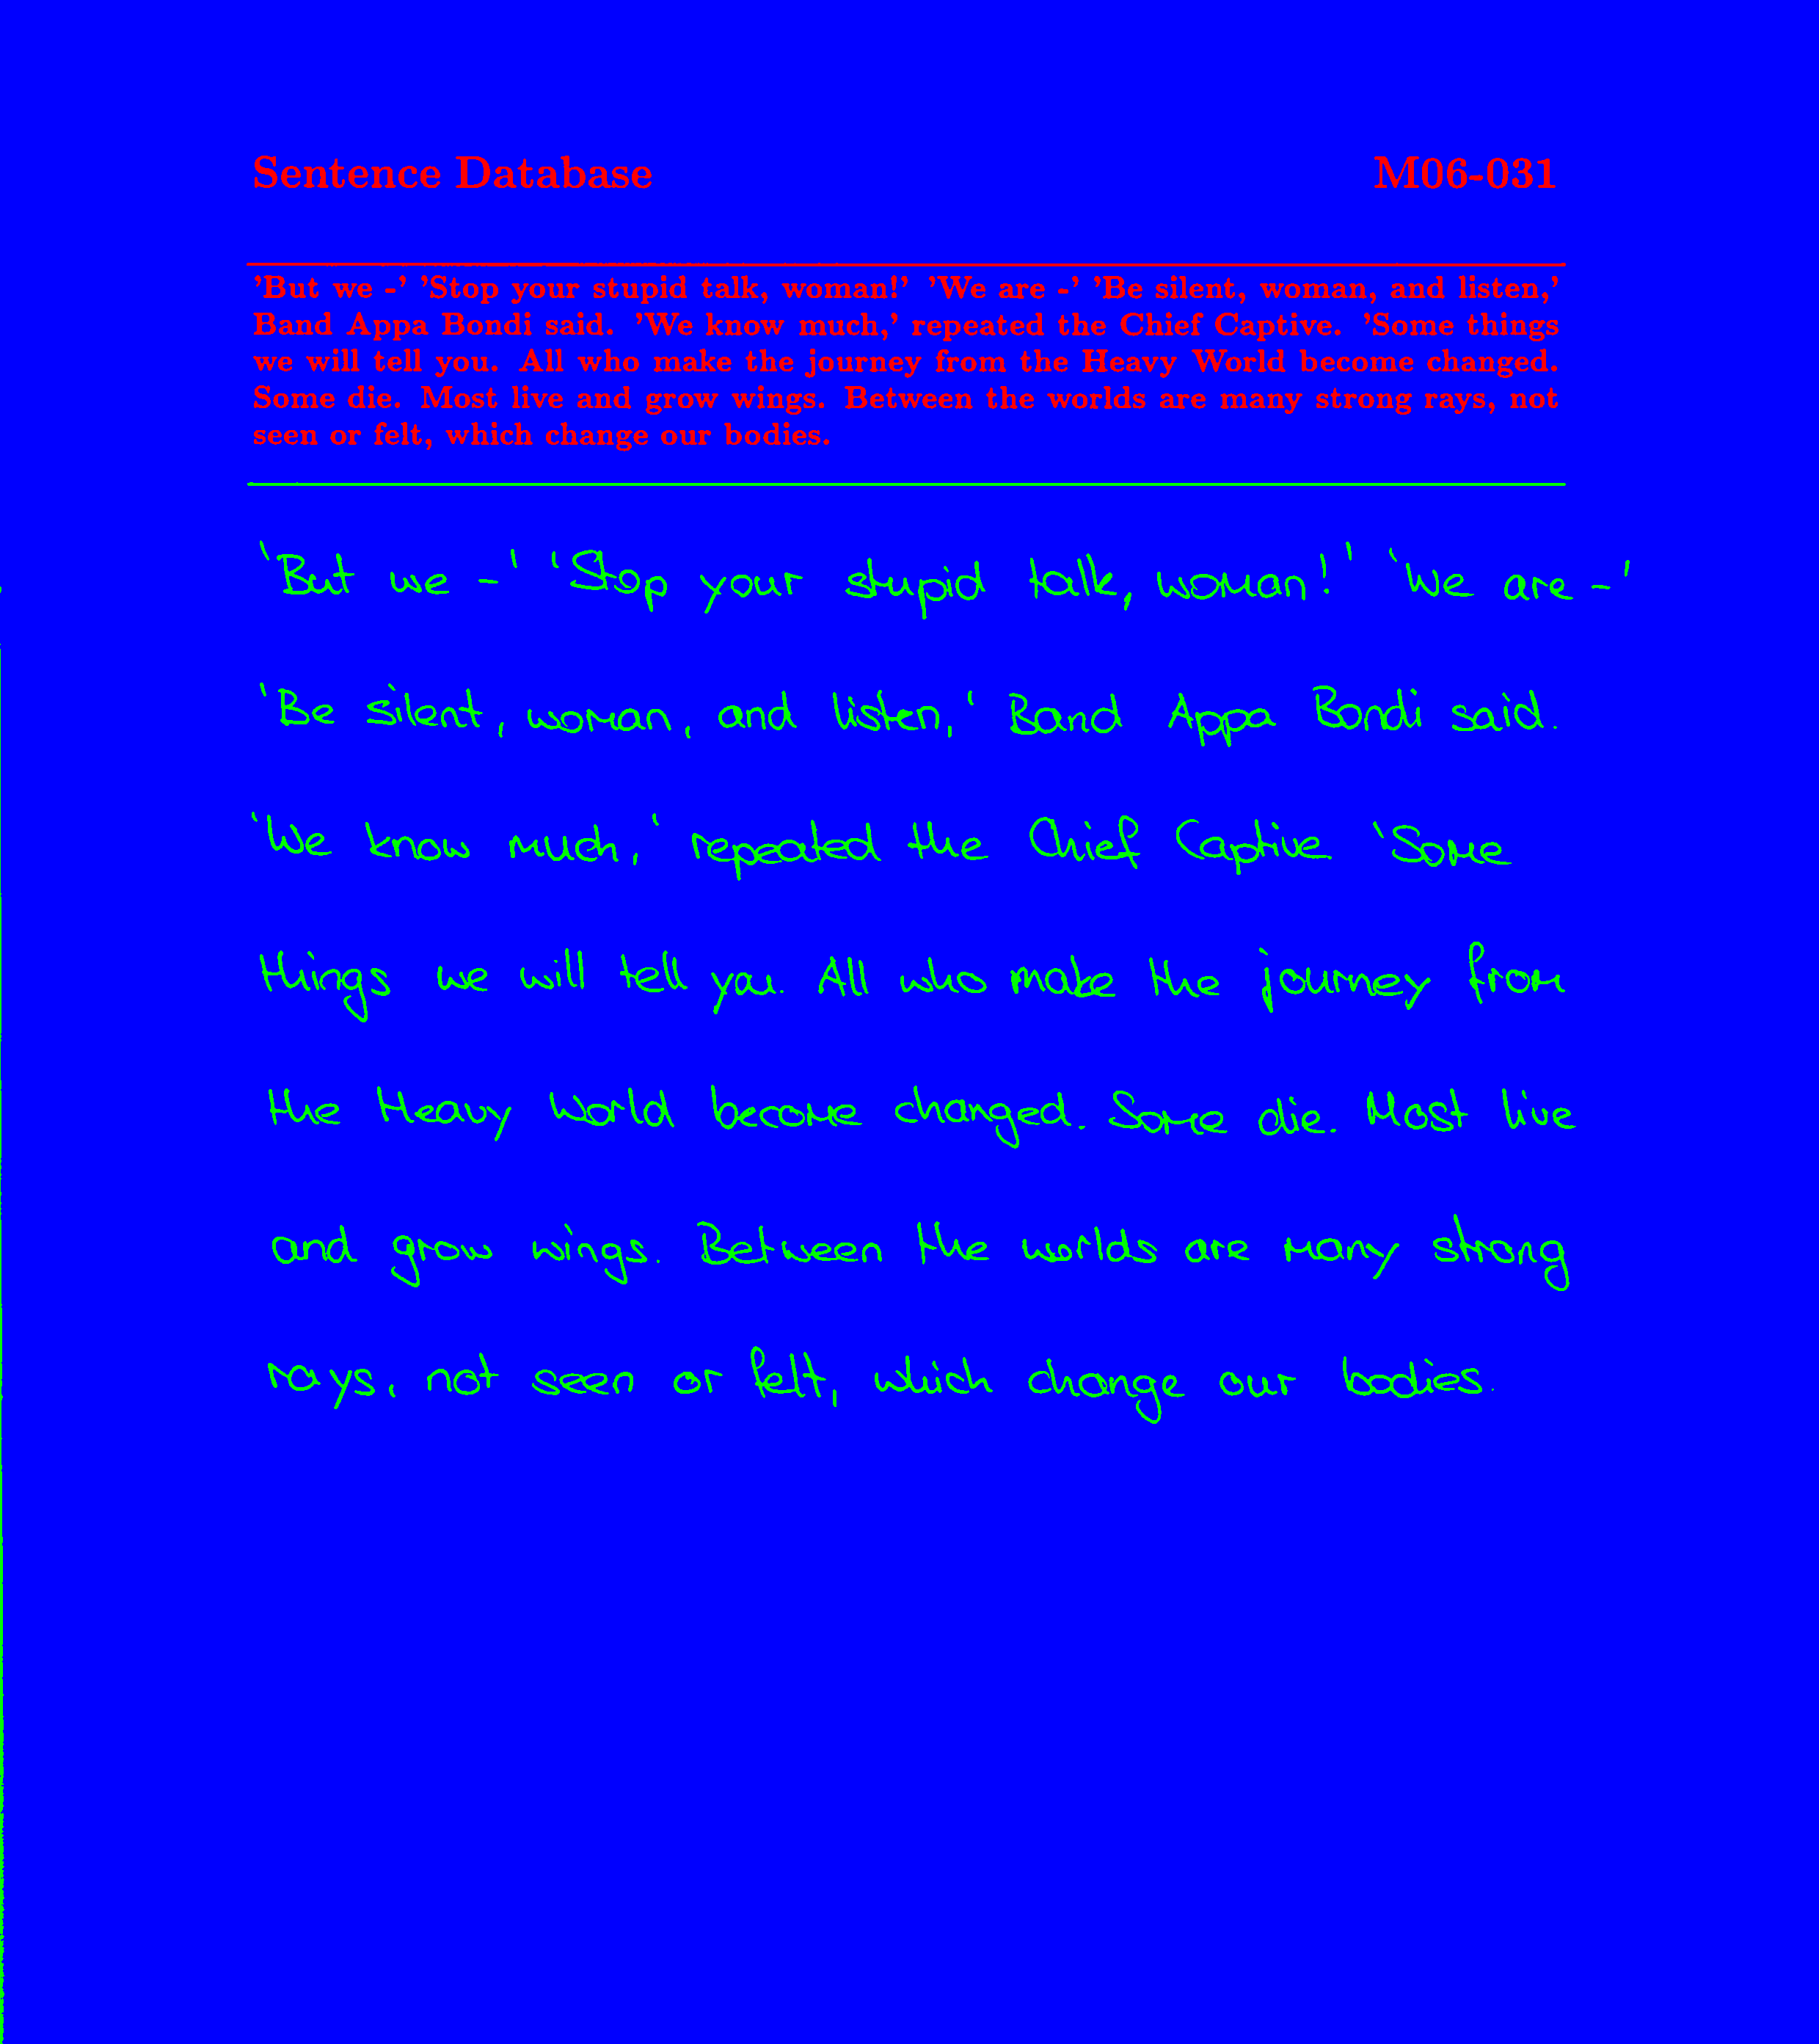 Sentence Database M06-031
'But we -' 'Stop your stupid talk, woman!' 'We are -' 'Be silent, woman, and listen,'
Band Appa Bondi said. 'We know much,' repeated the Chief Captive. 'Some things
we will tell you. All who make the journey from the Heavy World become changed.
Some die. Most live and grow wings. Between the worlds are many strong rays, not
seen or felt, which change our bodies.
'But we -' 'Stop your stupid talk, woman!' 'We are -'
'Be silent, woman, and listen,' Band Appa Bondi said.
'We know much,' repeated the Chief Captive 'Some
things we will tell you. All who make the journey from
the Heavy World become changed. Some die. Most live
and grow wings. Between the worlds are many strong
rays, not seen or felt, which change our bodies.